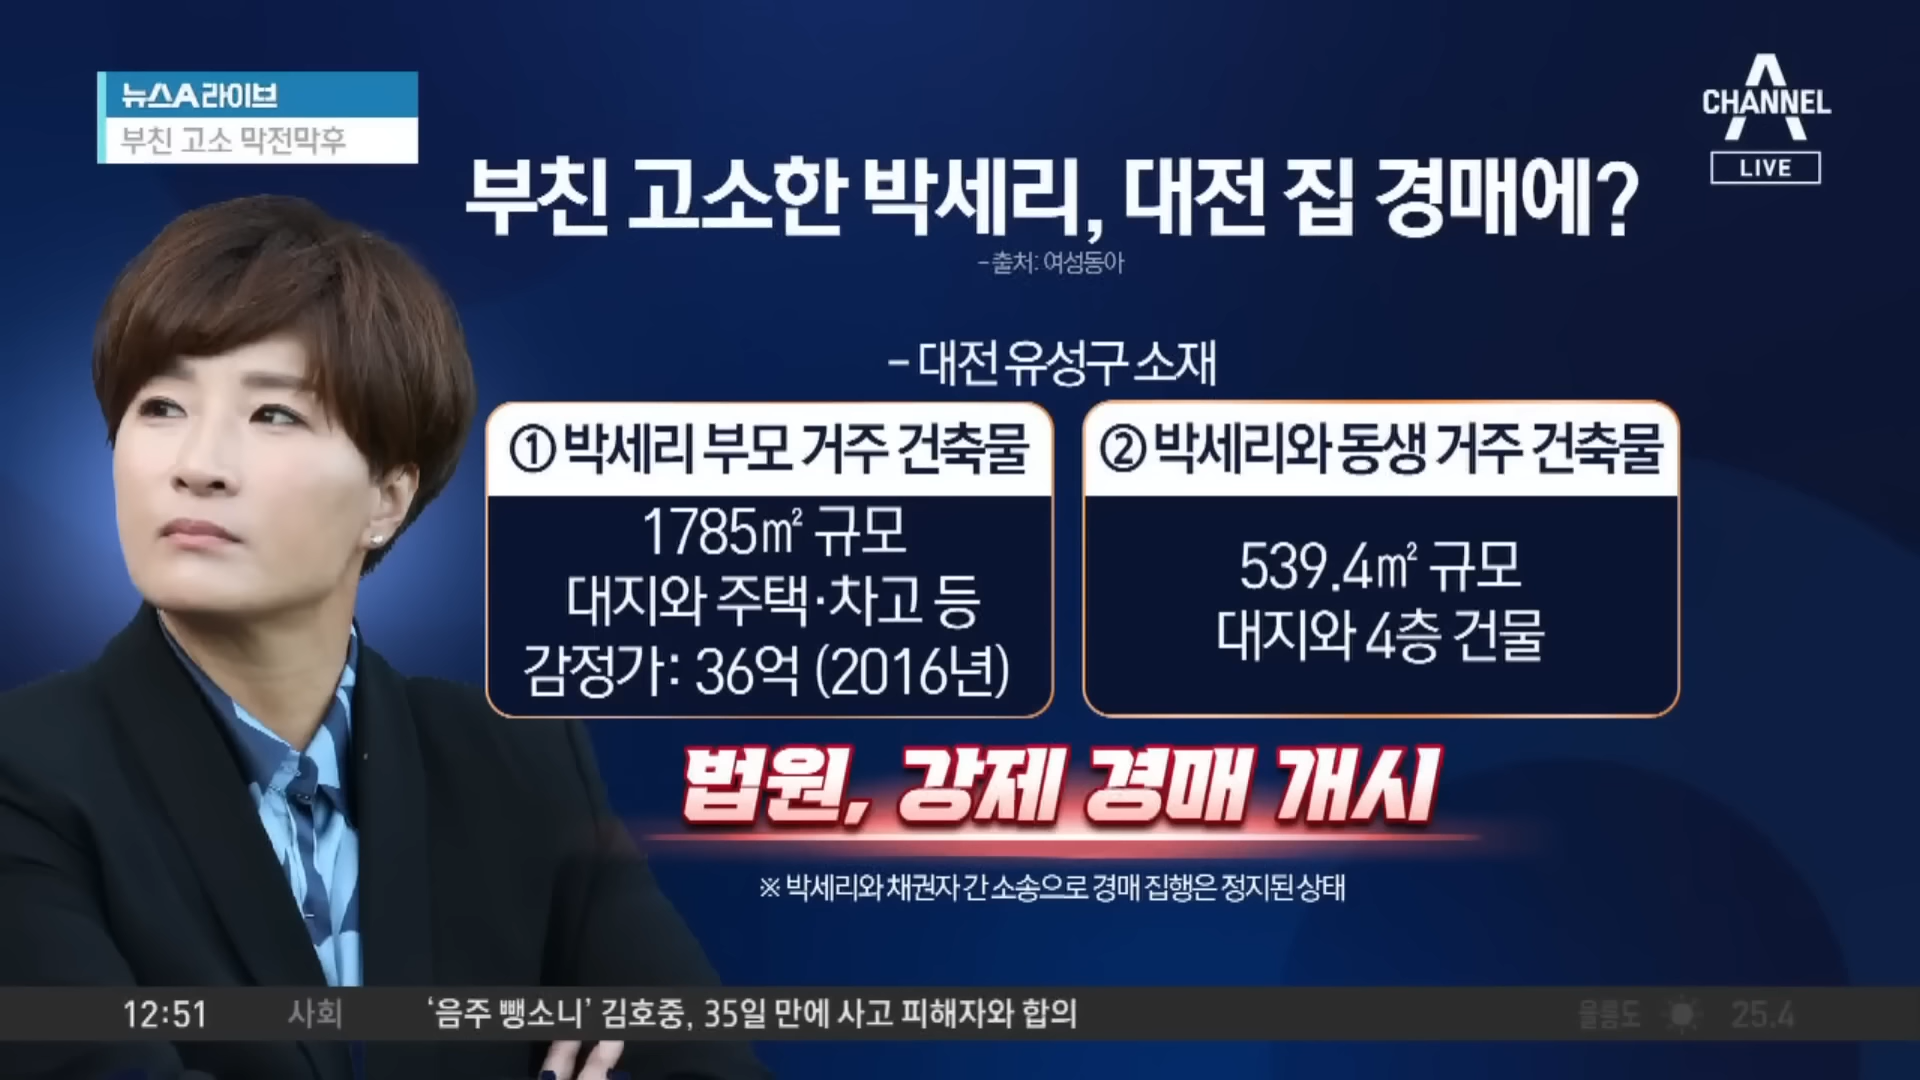 뉴스A 라이브
부친 고소 막전막후
CHANNEL A
LIVE
부친 고소한 박세리, 대전 집 경매에?
- 출처: 여성동아
- 대전 유성구 소재
① 박세리 부모 거주 건축물
1785㎡ 규모
대지와 주택·차고 등
감정가: 36억 (2016년)
② 박세리와 동생 거주 건축물
539.4㎡ 규모
대지와 4층 건물
법원, 강제 경매 개시
※ 박세리와 채권자 간 소송으로 경매 집행은 정지된 상태
12:51 사회 ‘음주 뺑소니’ 김호중, 35일 만에 사고 피해자와 합의 울릉도 25.4